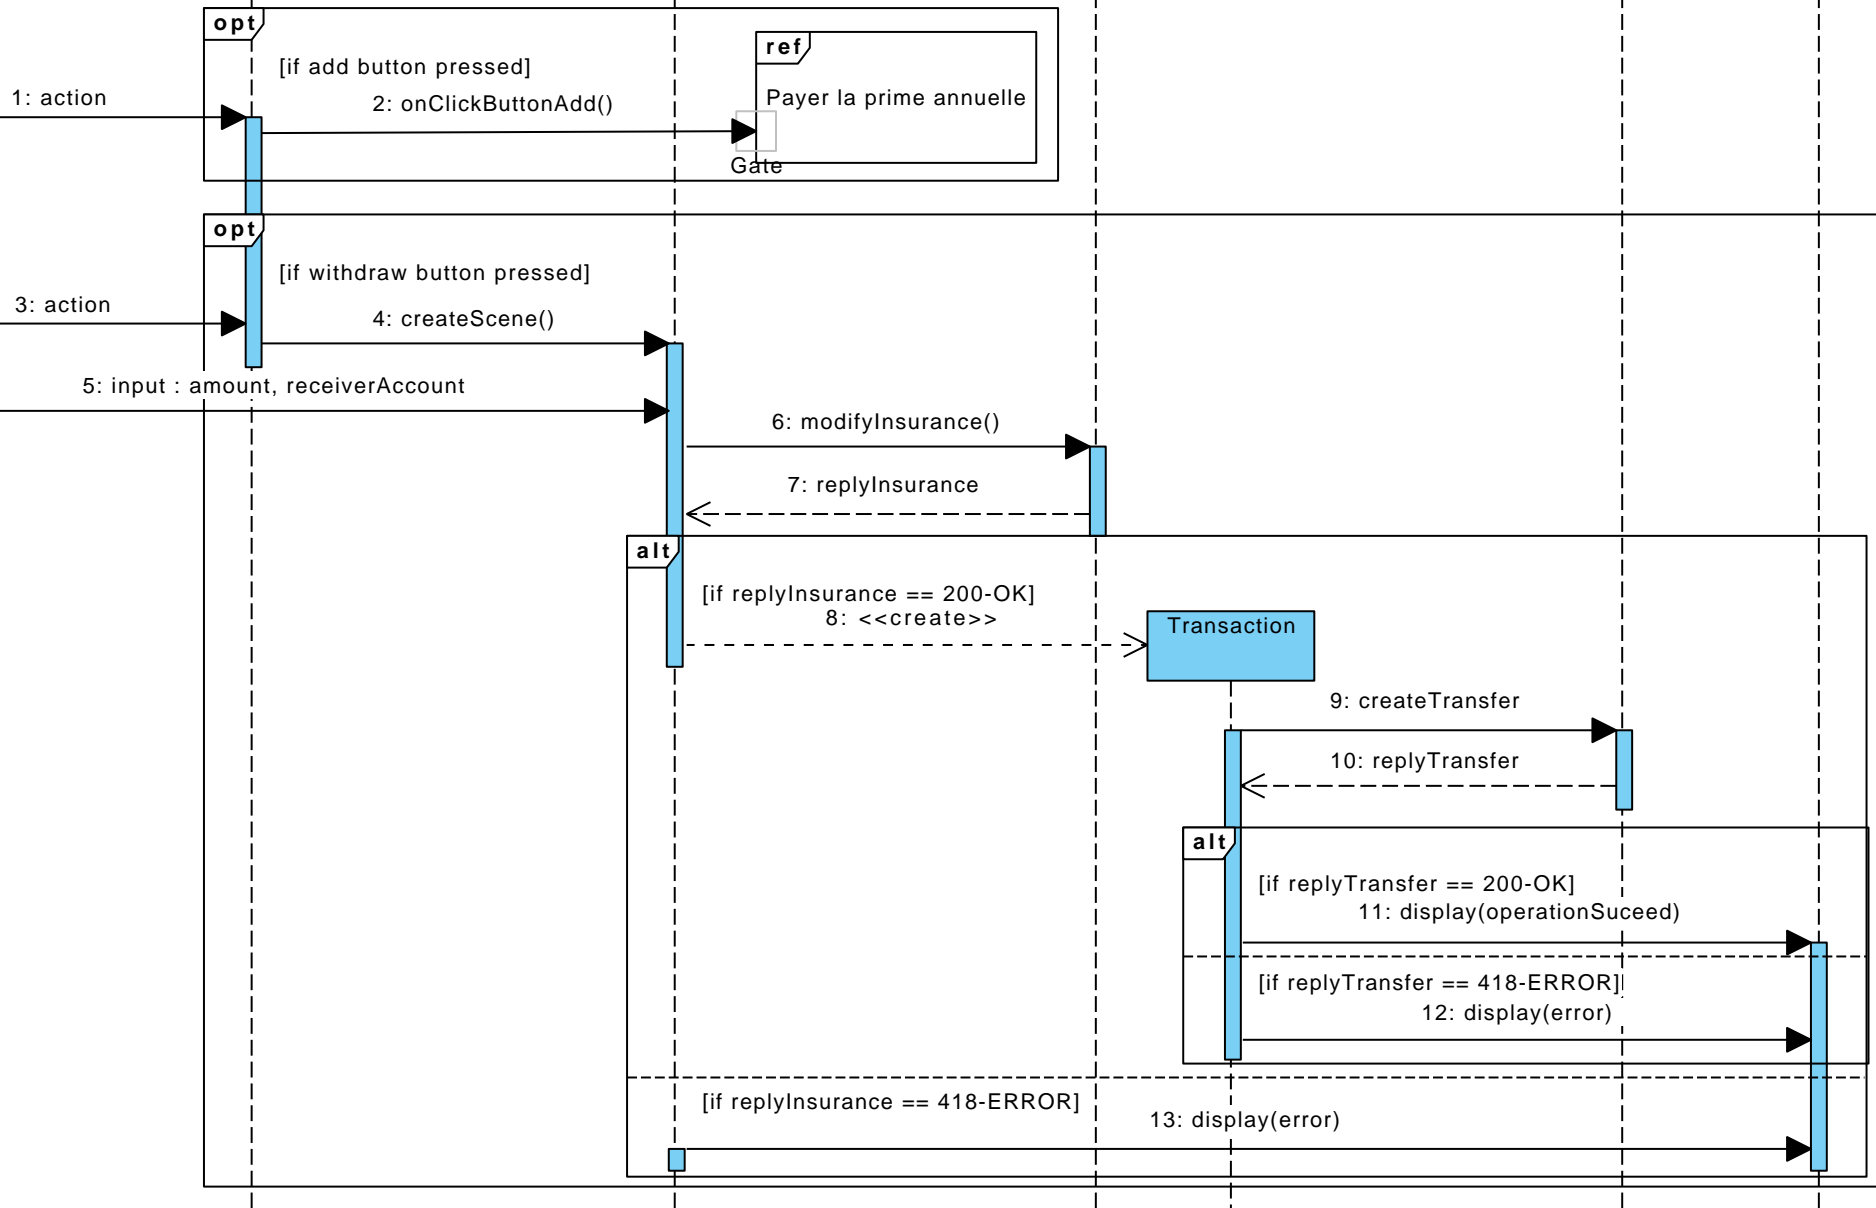 opt
ref
[if add button pressed]
1: action
2: onClickButtonAdd()
Payer la prime annuelle
Gate
opt
[if withdraw button pressed]
3: action
4: createScene()
5: input : amount, receiverAccount
6: modifyInsurance()
7: replyInsurance
alt
[if replyInsurance == 200-OK]
8: <<create>>
Transaction
9: createTransfer
10: replyTransfer
alt
[if replyTransfer == 200-OK]
11: display(operationSuceed)
[if replyTransfer == 418-ERROR]
12: display(error)
[if replyInsurance == 418-ERROR]
13: display(error)